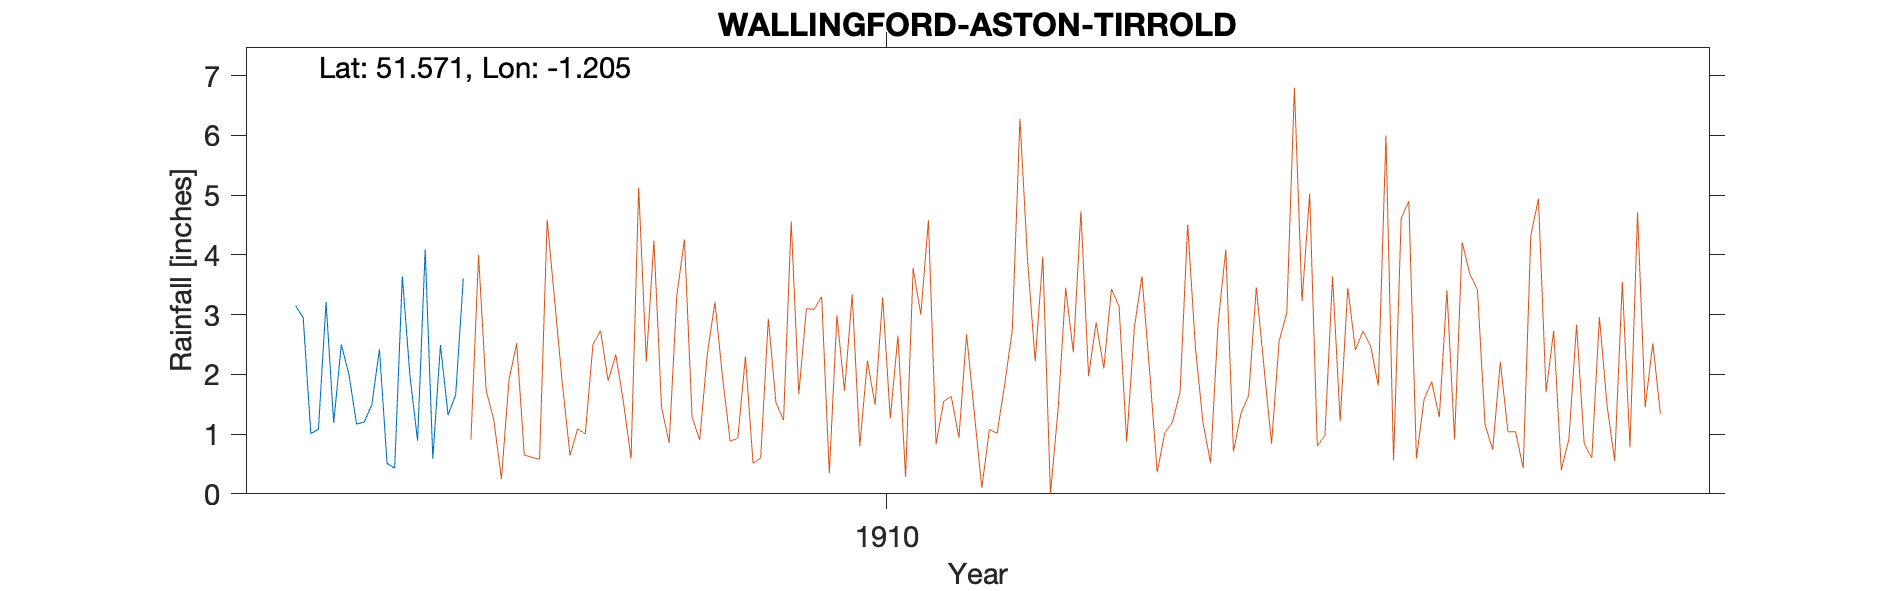 WALLINGFORD-ASTON-TIRROLD
Lat: 51.571, Lon: -1.205
7
6
5
4
3
2
1
0
Rainfall [inches]
1910
Year